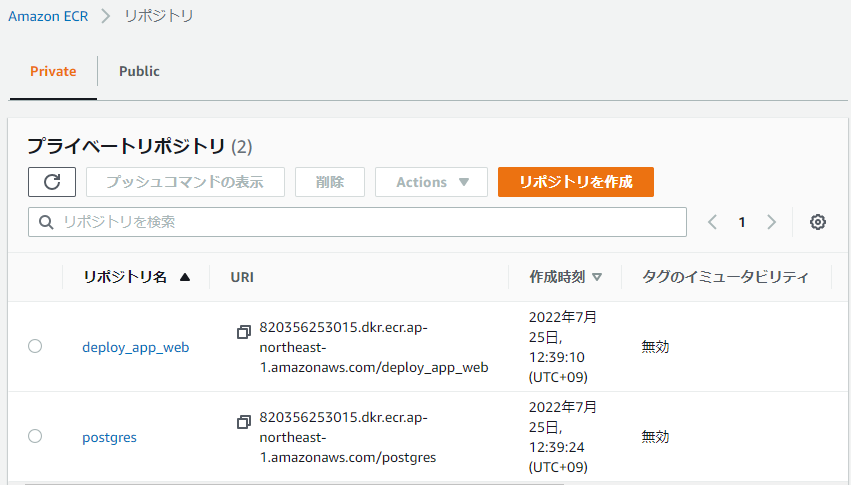 Amazon ECR > リポジトリ
Private Public
プライベートリポジトリ (2)
プッシュコマンドの表示 削除 Actions リポジトリを作成
リポジトリを検索 1
リポジトリ名 URI 作成時刻 タグのイミュータビリティ
deploy_app_web
820356253015.dkr.ecr.ap-
northeast-
1.amazonaws.com/deploy_app_web
2022年7月
25日,
12:39:10
(UTC+09)
無効
postgres
820356253015.dkr.ecr.ap-
northeast-
1.amazonaws.com/postgres
2022年7月
25日,
12:39:24
(UTC+09)
無効